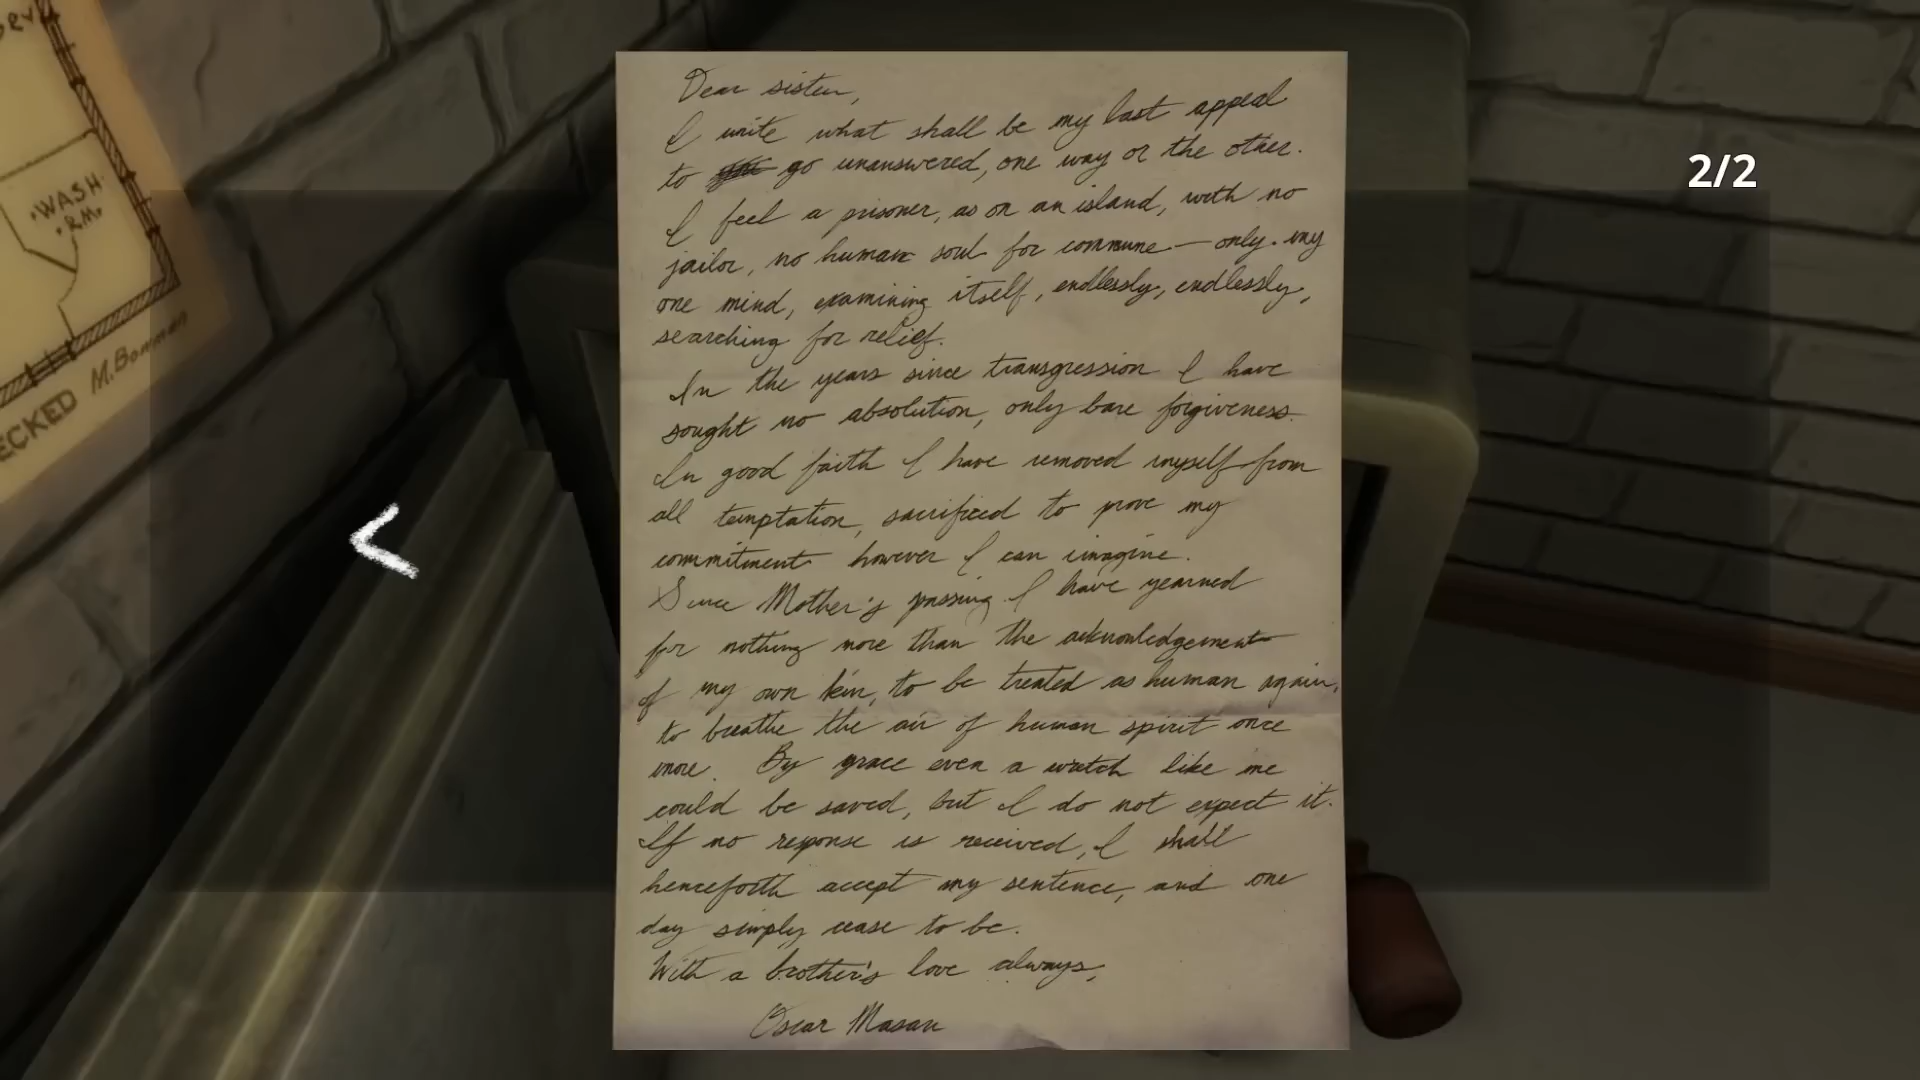 ORY
WASH
R.M.
ECKED M.Bowman
2/2
<
Dear sister,
I write what shall be my last appeal
to go unanswered, one way or the other.
I feel a prisoner, as on an island, with no
jailor, no human soul for commune — only my
one mind, examining itself, endlessly, endlessly,
searching for relief.
In the years since transgression I have
sought no absolution, only bare forgiveness.
In good faith I have removed myself from
all temptation, sacrificed to prove my
commitment however I can imagine.
Since Mother's passing I have yearned
for nothing more than the acknowledgement
of my own kin, to be treated as human again,
to breathe the air of human spirit once
more. By grace even a wretch like me
could be saved, but I do not expect it.
If no reponse is received, I shall
henceforth accept my sentence, and one
day simply cease to be.
With a brother's love always,
Oscar Masan